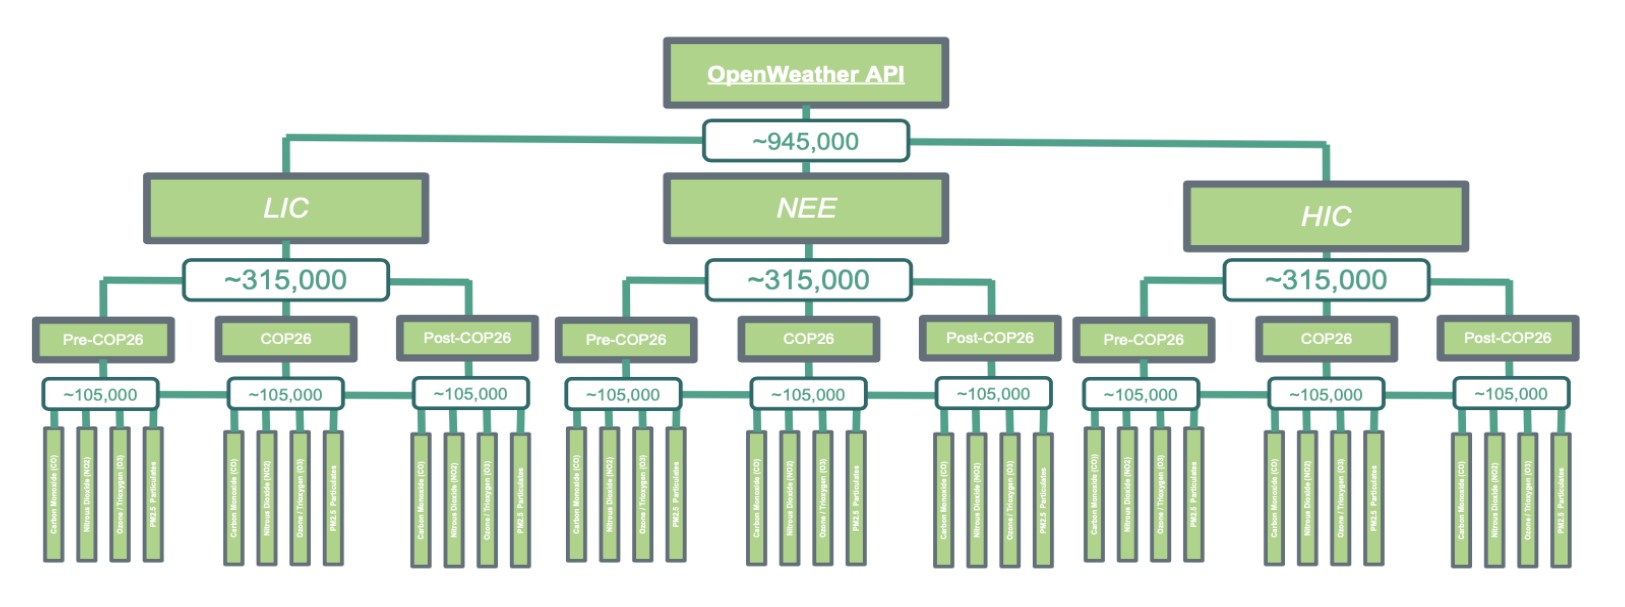 OpenWeather API
~945,000
LIC
NEE
HIC
~315,000
~315,000
~315,000
Pre-COP26
COP26
Post-COP26
Pre-COP26
COP26
Post-COP26
Pre-COP26
COP26
Post-COP26
~105,000
~105,000
~105,000
~105,000
~105,000
~105,000
~105,000
~105,000
~105,000
Carbon Monoxide (CO)
Nitrous Dioxide (NO2)
Ozone / Trioxygen (O3)
PM2.5 Particulates
Carbon Monoxide (CO)
Nitrous Dioxide (NO2)
Ozone / Trioxygen (O3)
PM2.5 Particulates
Carbon Monoxide (CO)
Nitrous Dioxide (NO2)
Ozone / Trioxygen (O3)
PM2.5 Particulates
Carbon Monoxide (CO)
Nitrous Dioxide (NO2)
Ozone / Trioxygen (O3)
PM2.5 Particulates
Carbon Monoxide (CO)
Nitrous Dioxide (NO2)
Ozone / Trioxygen (O3)
PM2.5 Particulates
Carbon Monoxide (CO)
Nitrous Dioxide (NO2)
Ozone / Trioxygen (O3)
PM2.5 Particulates
Carbon Monoxide (CO))
Nitrous Dioxide (NO2)
Ozone / Trioxygen (O3)
PM2.5 Particulates
Carbon Monoxide (CO)
Nitrous Dioxide (NO2)
Ozone / Trioxygen (O3)
PM2.5 Particulates
Carbon Monoxide (CO)
Nitrous Dioxide (NO2)
Ozone / Trioxygen (O3)
PM2.5 Particulates